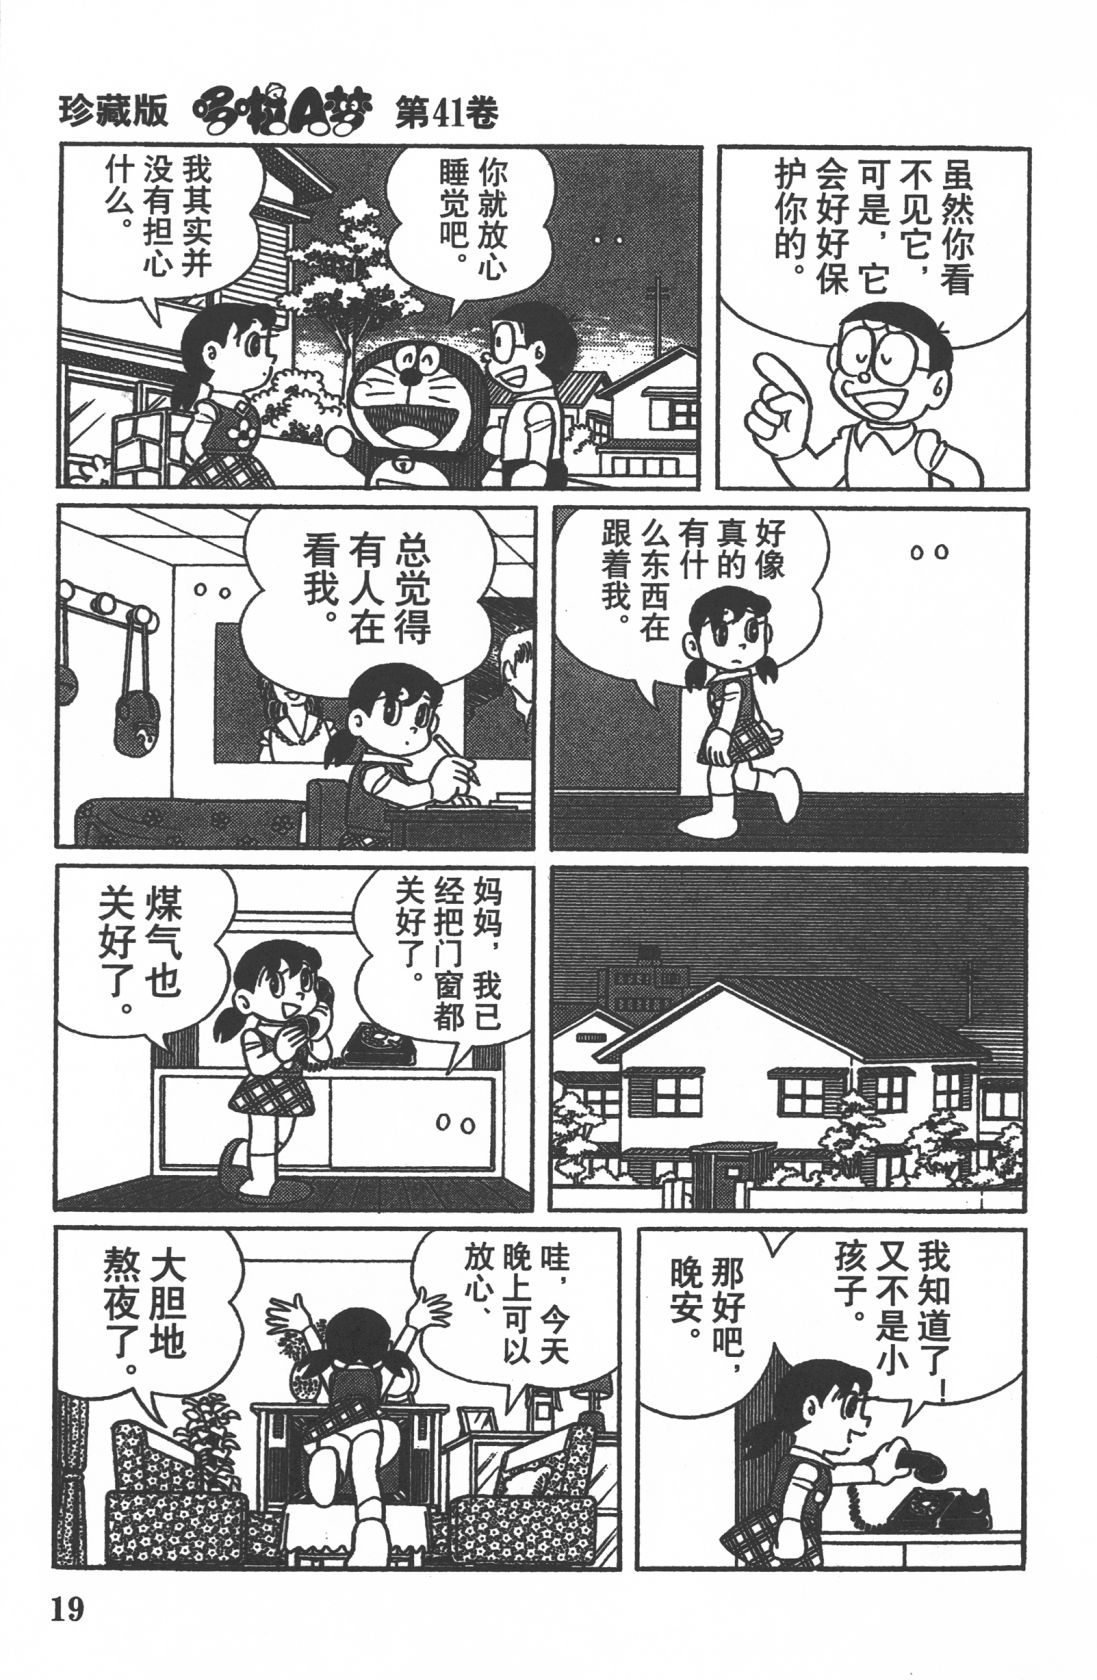 珍藏版 哆啦A梦 第41卷
虽然你看
不见它，
可是，它
会好好保
护你的。
你就放心
睡觉吧。
我其实并
没有担心
什么。
好像
真的
有什
么东西在
跟着我。
总觉得
有人在
看我。
妈妈，我已
经把门窗都
关好了。
煤气也
关好了。
我知道了！
又不是小
孩子。
那好吧，
晚安。
哇，今天
晚上可以
放心、
大胆地
熬夜了。
19